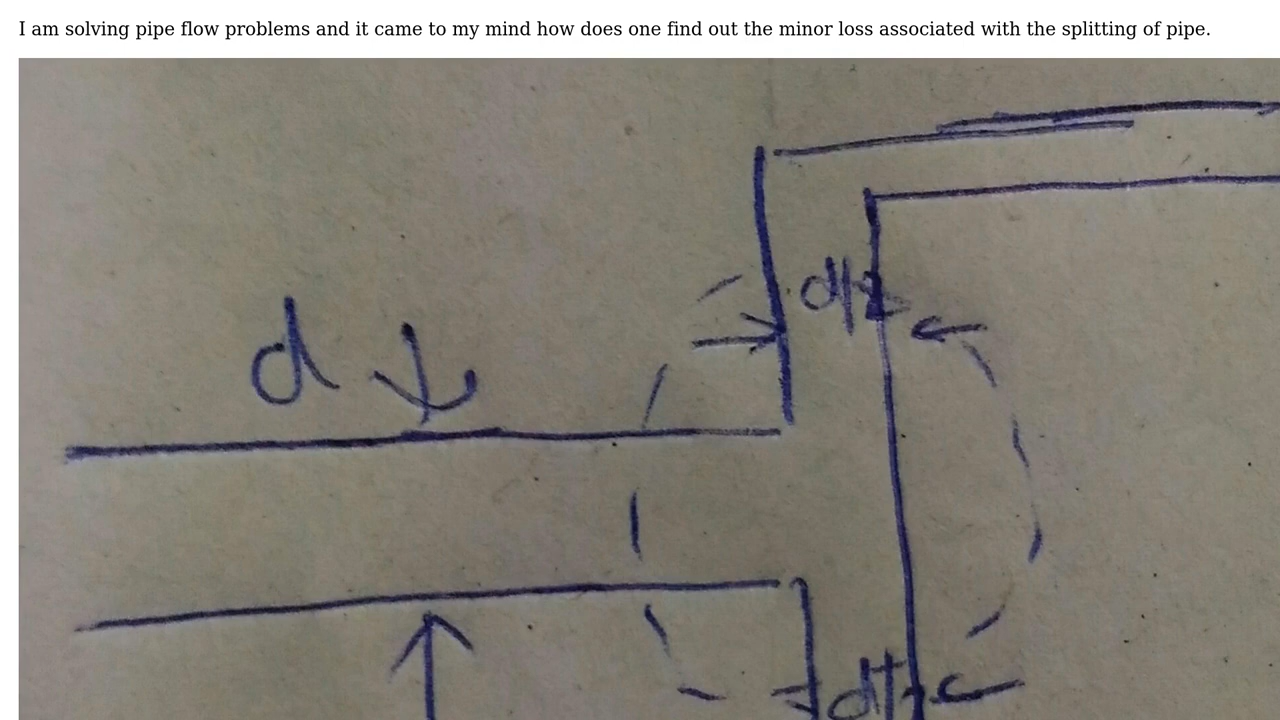 I am solving pipe flow problems and it came to my mind how does one find out the minor loss associated with the splitting of pipe.
d
d/2
d/2